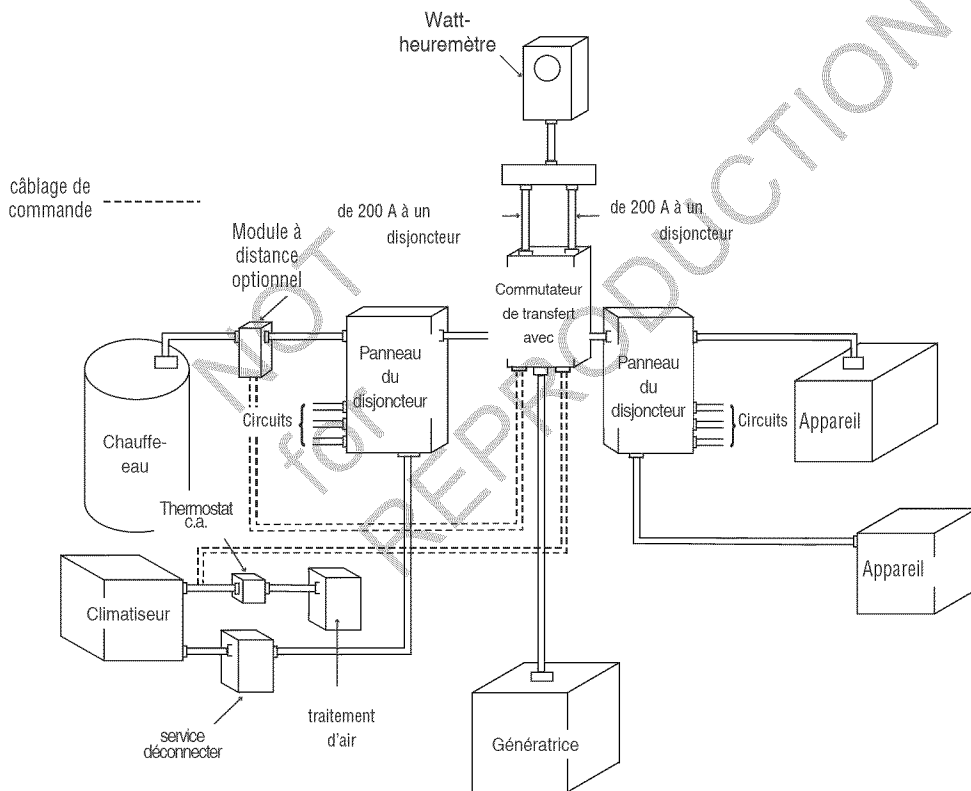 Watt-
heuremètre
câblage de
commande
de 200 A à un
disjoncteur
de 200 A à un
disjoncteur
Module à
distance
optionnel
Commutateur
de transfert
avec
Panneau
du
disjoncteur
Panneau
du
disjoncteur
Circuits
Circuits
Appareil
Chauffe-
eau
Thermostat
c.a.
Appareil
Climatiseur
service
déconnecter
traitement
d'air
Génératrice
NOT
for
REPRODUCTION